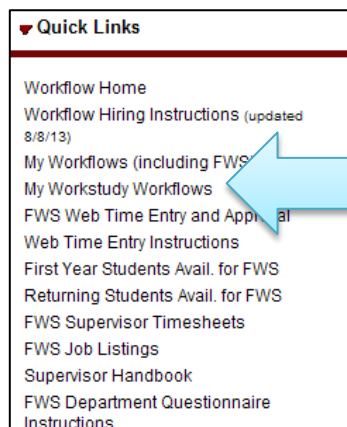 Quick Links
Workflow Home
Workflow Hiring Instructions (updated
8/8/13)
My Workflows (including FWS
My Workstudy Workflows
FWS Web Time Entry and Approval
Web Time Entry Instructions
First Year Students Avail. for FWS
Returning Students Avail. for FWS
FWS Supervisor Timesheets
FWS Job Listings
Supervisor Handbook
FWS Department Questionnaire
Instructions